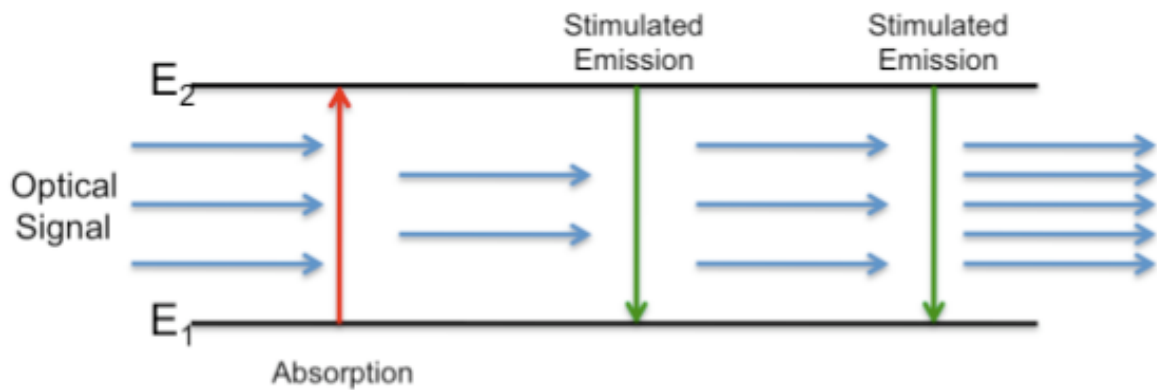 Stimulated
Emission
Stimulated
Emission
E₂
Optical
Signal
E₁
Absorption